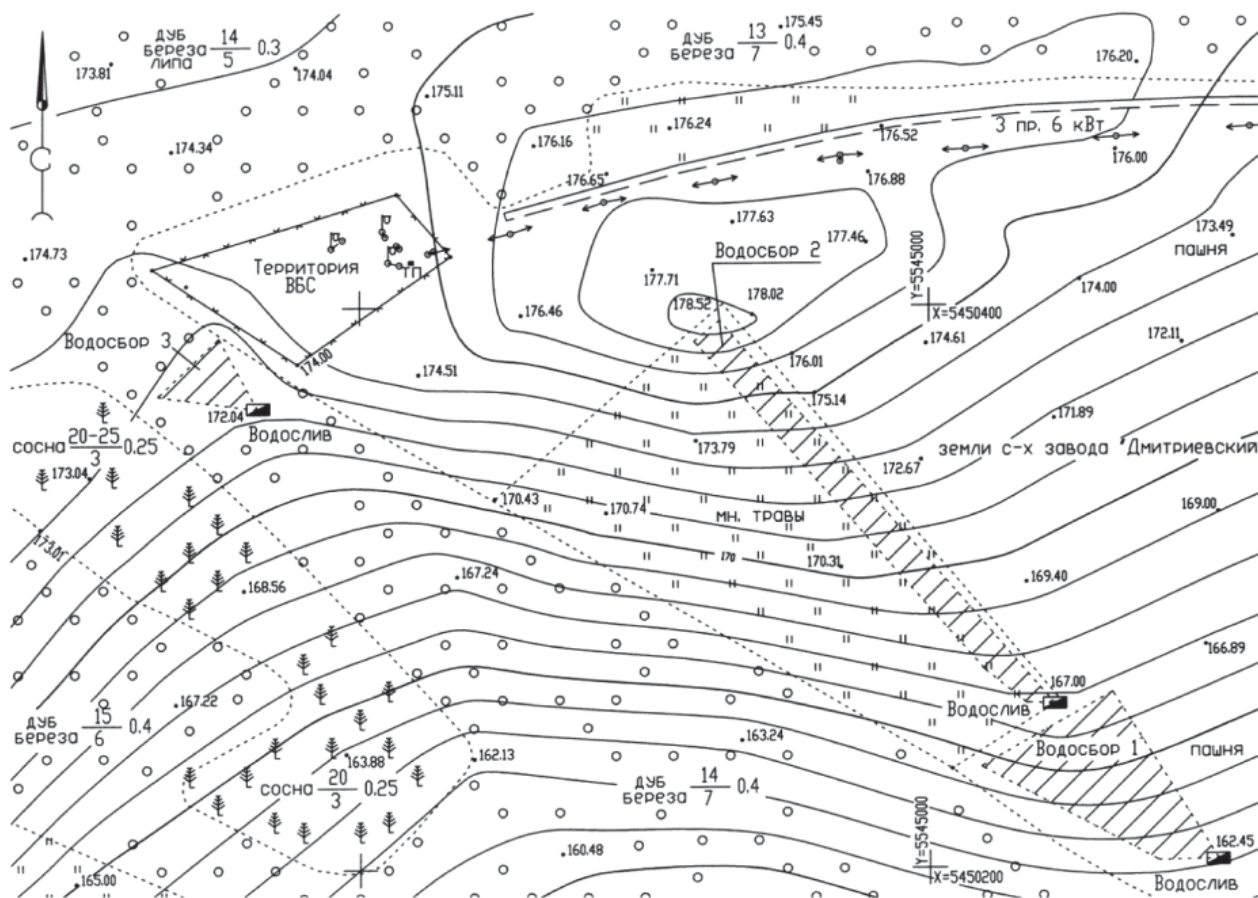 175.45
ДУБ
БЕРЕЗА 14/5 0.3
ЛИПА
ДУБ
БЕРЕЗА 13/7 0.4
173.81
174.04
176.20
175.11
3 пр. 6 кВт
176.16
176.24
176.52
176.00
174.34
176.65
176.88
173.49
177.63
пашня
174.73
177.46
Водосбор 2
Y=5545000
Территория
ВБС
ТП
177.71
174.00
178.52
178.02
X=5450400
176.46
Водосбор 3
174.00
174.61
172.11
176.01
174.51
175.14
172.04
171.89
Водослив
сосна 20-25/3 0.25
173.79
земли с-х завода "Дмитриевский
172.67
173.04
170.43
170.74
мн. травы
169.00
173.01
170
170.31
167.24
169.40
168.56
166.89
167.00
167.22
Водослив
ДУБ
БЕРЕЗА 15/6 0.4
163.24
Водосбор 1
пашня
163.88
162.13
сосна 20/3 0.25
ДУБ
БЕРЕЗА 14/7 0.4
Y=5545000
162.45
160.48
X=5450200
165.00
Водослив